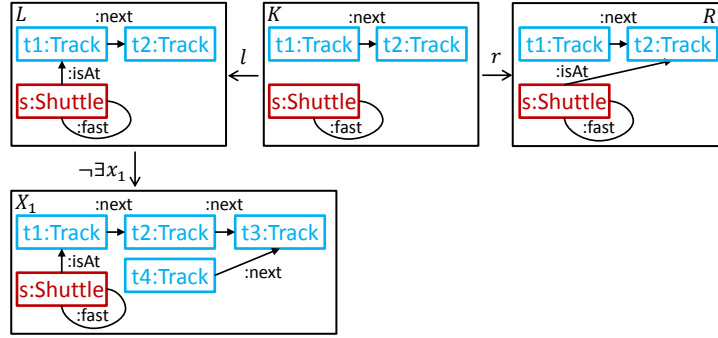 L
:next
t1:Track t2:Track
:isAt
s:Shuttle
:fast
l
K
:next
t1:Track t2:Track
s:Shuttle
:fast
r
R
:next
t1:Track t2:Track
:isAt
s:Shuttle
:fast
¬∃x₁
X₁
:next :next
t1:Track t2:Track t3:Track
:isAt
t4:Track :next
s:Shuttle
:fast